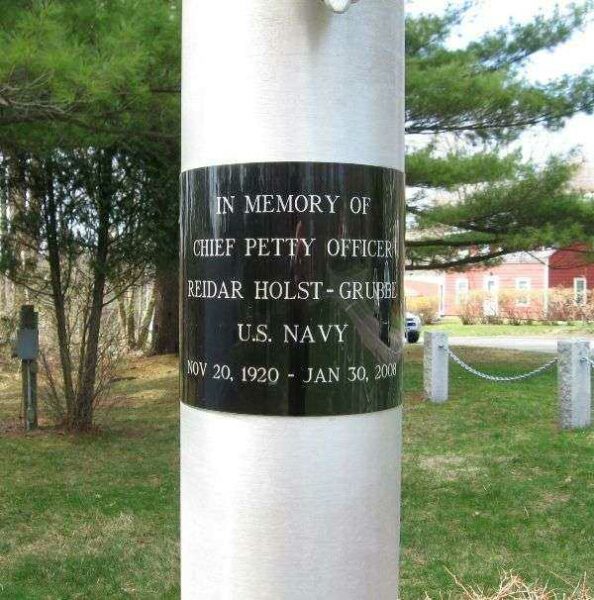 IN MEMORY OF
CHIEF PETTY OFFICER
REIDAR HOLST-GRUBBE
U.S. NAVY
NOV 20, 1920 - JAN 30, 2008